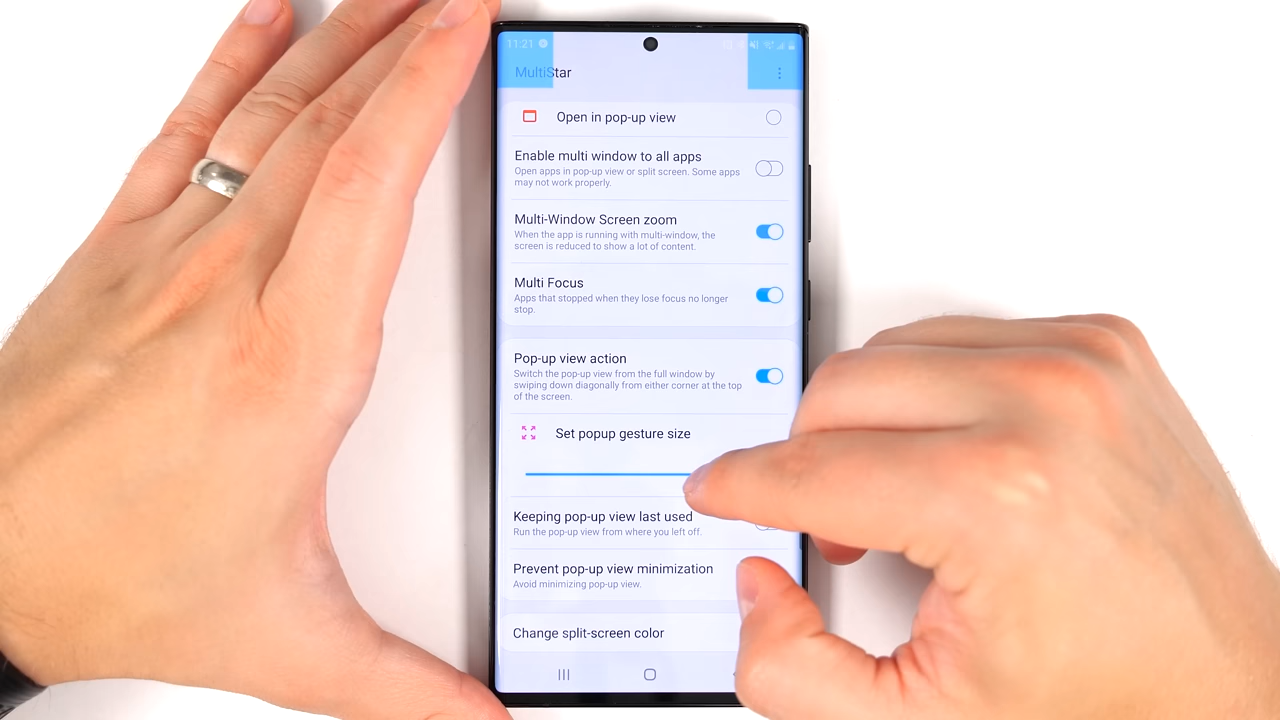 11:21
MultiStar
Open in pop-up view
Enable multi window to all apps
Open apps in pop-up view or split screen. Some apps
may not work properly.
Multi-Window Screen zoom
When the app is running with multi-window, the
screen is reduced to show a lot of content.
Multi Focus
Apps that stopped when they lose focus no longer
stop.
Pop-up view action
Switch the pop-up view from the full window by
swiping down diagonally from either corner at the top
of the screen.
Set popup gesture size
Keeping pop-up view last used
Run the pop-up view from where you left off.
Prevent pop-up view minimization
Avoid minimizing pop-up view.
Change split-screen color